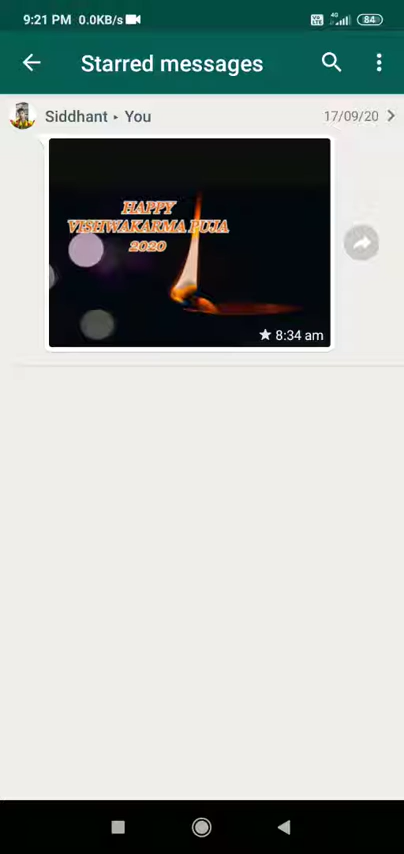 9:21 PM 0.0KB/s 4G 84
Starred messages
Siddhant ▸ You 17/09/20
HAPPY
VISHWAKARMA PUJA
2020
★ 8:34 am